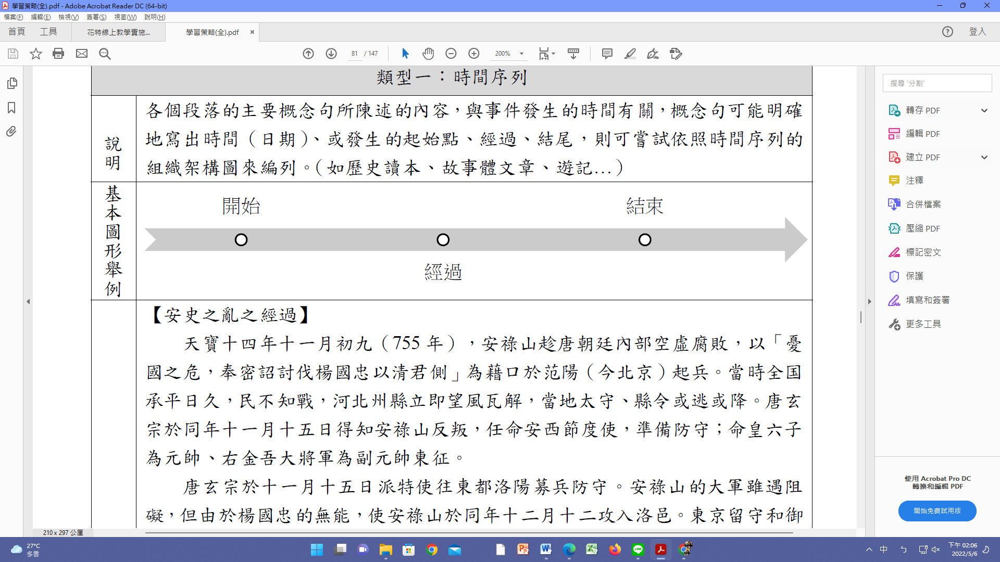 學習策略(全).pdf - Adobe Acrobat Reader DC (64-bit)
檔案(F) 編輯(E) 檢視(V) 簽署(S) 視窗(W) 說明(H)
首頁 工具 花特線上教學實施... 學習策略(全).pdf × ? 登入
81 / 147 200%
類型一：時間序列
說明
各個段落的主要概念句所陳述的內容，與事件發生的時間有關，概念句可能明確
地寫出時間（日期）、或發生的起始點、經過、結尾，則可嘗試依照時間序列的
組織架構圖來編列。（如歷史讀本、故事體文章、遊記…）
基本圖形舉例
開始
結束
經過
【安史之亂之經過】
天寶十四年十一月初九（755 年），安祿山趁唐朝廷內部空虛腐敗，以「憂
國之危，奉密詔討伐楊國忠以清君側」為藉口於范陽（今北京）起兵。當時全国
承平日久，民不知戰，河北州縣立即望風瓦解，當地太守、縣令或逃或降。唐玄
宗於同年十一月十五日得知安祿山反叛，任命安西節度使，準備防守；命皇六子
為元帥、右金吾大將軍為副元帥東征。
唐玄宗於十一月十五日派特使往東都洛陽募兵防守。安祿山的大軍雖遇阻
礙，但由於楊國忠的無能，使安祿山於同年十二月十二攻入洛邑。東京留守和御
210 x 297 公厘
搜尋 '分割'
轉存 PDF
編輯 PDF
建立 PDF
注釋
合併檔案
壓縮 PDF
標記密文
保護
填寫和簽署
更多工具
使用 Acrobat Pro DC
轉換和編輯 PDF
開始免費試用版
27°C
多雲
中 ㄅ
下午 02:06
2022/5/6